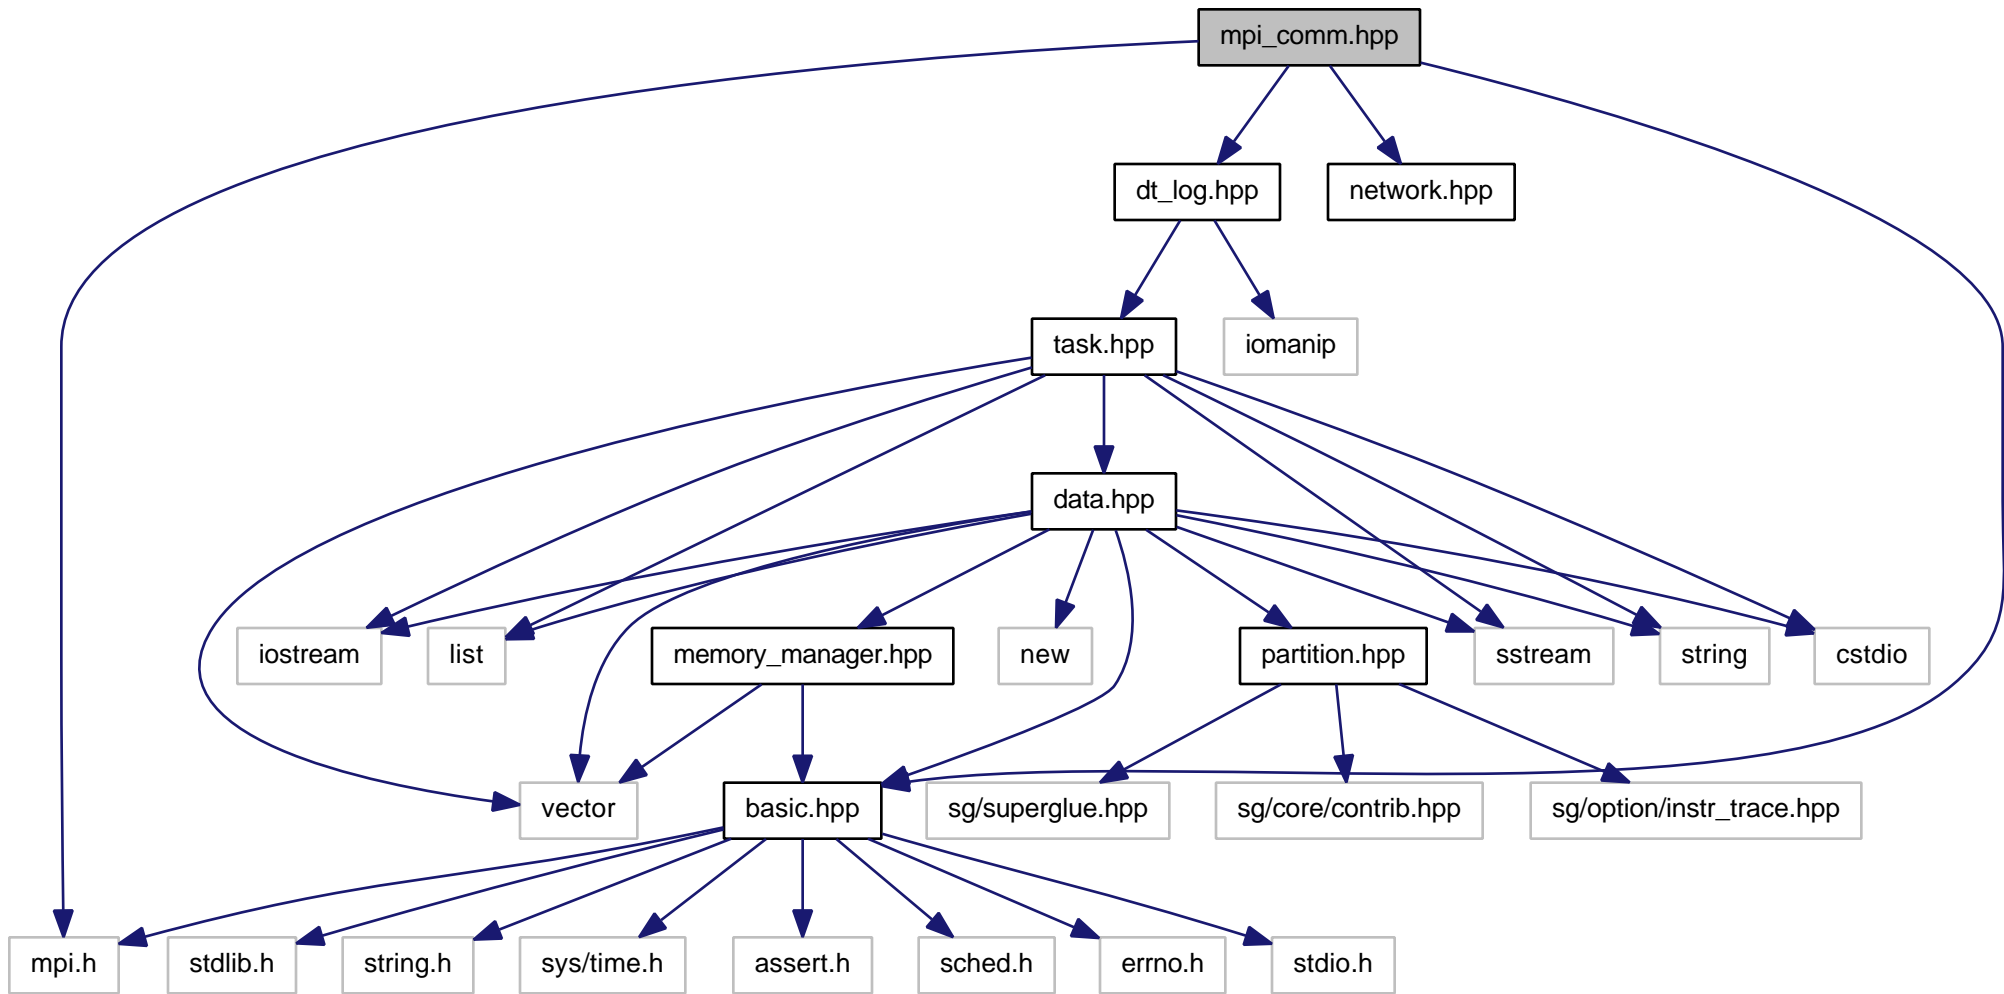 mpi_comm.hpp
dt_log.hpp
network.hpp
task.hpp
iomanip
data.hpp
iostream
list
memory_manager.hpp
new
partition.hpp
sstream
string
cstdio
vector
basic.hpp
sg/superglue.hpp
sg/core/contrib.hpp
sg/option/instr_trace.hpp
mpi.h
stdlib.h
string.h
sys/time.h
assert.h
sched.h
errno.h
stdio.h